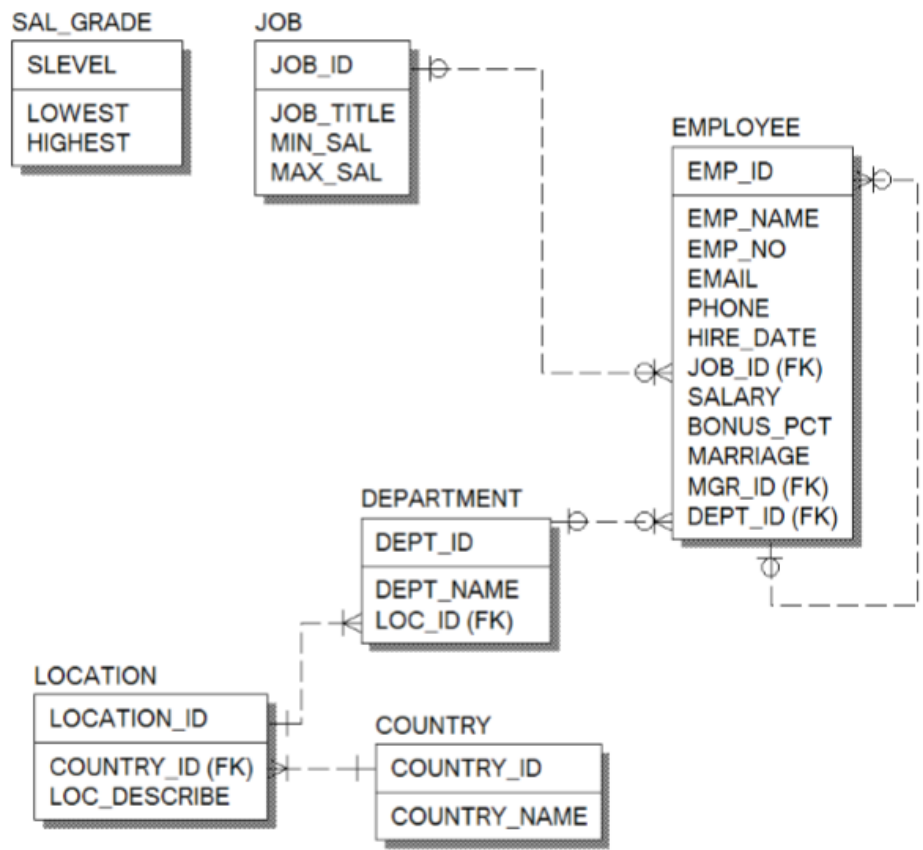 SAL_GRADE
SLEVEL
LOWEST
HIGHEST
JOB
JOB_ID
JOB_TITLE
MIN_SAL
MAX_SAL
EMPLOYEE
EMP_ID
EMP_NAME
EMP_NO
EMAIL
PHONE
HIRE_DATE
JOB_ID (FK)
SALARY
BONUS_PCT
MARRIAGE
MGR_ID (FK)
DEPT_ID (FK)
DEPARTMENT
DEPT_ID
DEPT_NAME
LOC_ID (FK)
LOCATION
LOCATION_ID
COUNTRY_ID (FK)
LOC_DESCRIBE
COUNTRY
COUNTRY_ID
COUNTRY_NAME